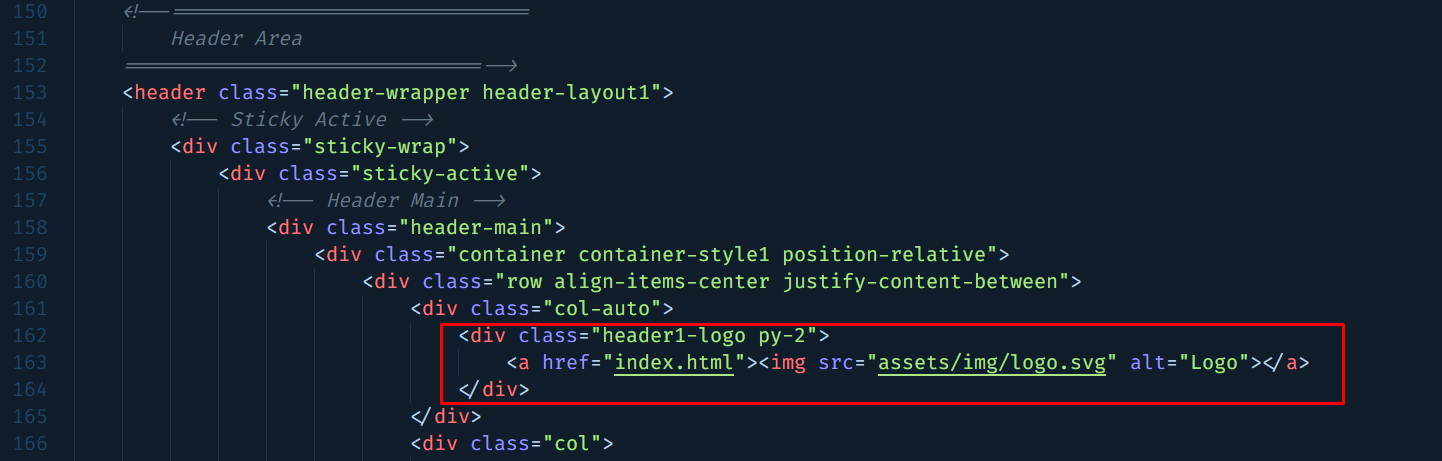 150 <!--==============================
151 Header Area
152 ==============================-->
153 <header class="header-wrapper header-layout1">
154 <!-- Sticky Active -->
155 <div class="sticky-wrap">
156 <div class="sticky-active">
157 <!-- Header Main -->
158 <div class="header-main">
159 <div class="container container-style1 position-relative">
160 <div class="row align-items-center justify-content-between">
161 <div class="col-auto">
162 <div class="header1-logo py-2">
163 <a href="index.html"><img src="assets/img/logo.svg" alt="Logo"></a>
164 </div>
165 </div>
166 <div class="col">